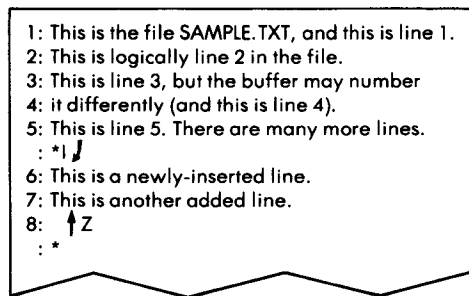 1: This is the file SAMPLE.TXT, and this is line 1.
2: This is logically line 2 in the file.
3: This is line 3, but the buffer may number
4: it differently (and this is line 4).
5: This is line 5. There are many more lines.
: *I ↲
6: This is a newly-inserted line.
7: This is another added line.
8: ↑ Z
: *